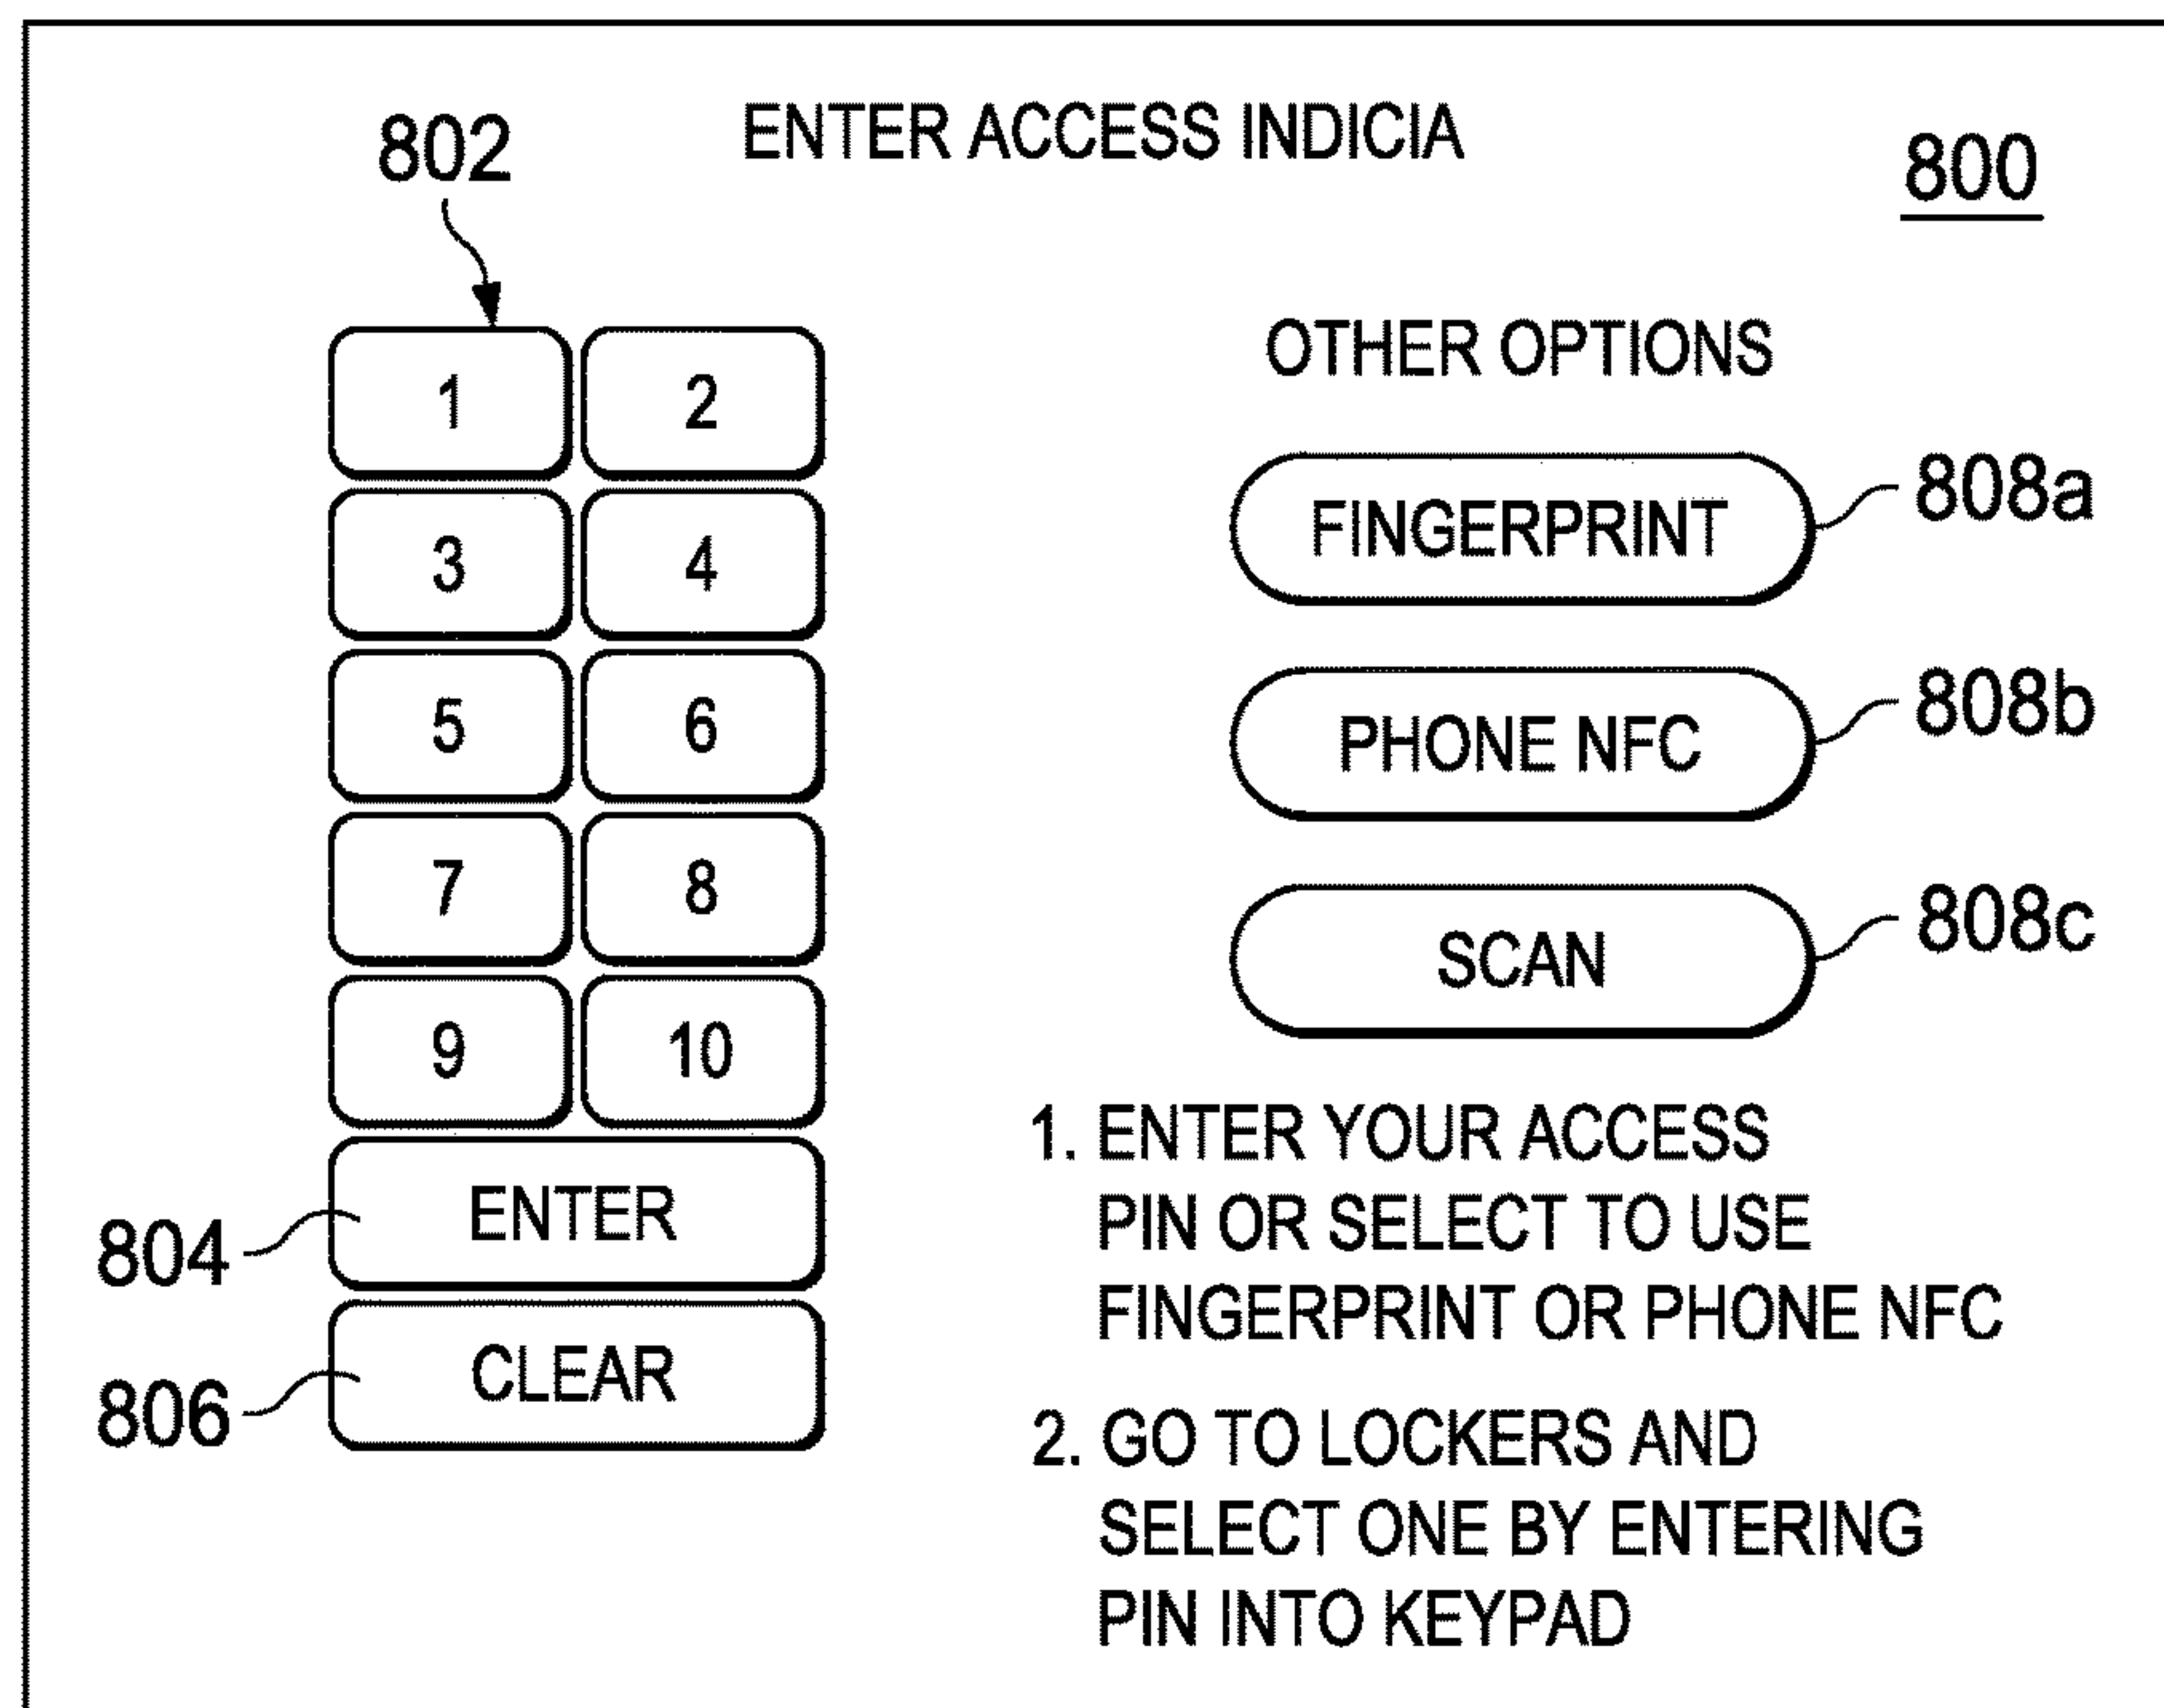 ENTER ACCESS INDICIA
800
802
1 2
3 4
5 6
7 8
9 10
ENTER
804
CLEAR
806
OTHER OPTIONS
FINGERPRINT
808a
PHONE NFC
808b
SCAN
808c
1. ENTER YOUR ACCESS
PIN OR SELECT TO USE
FINGERPRINT OR PHONE NFC
2. GO TO LOCKERS AND
SELECT ONE BY ENTERING
PIN INTO KEYPAD